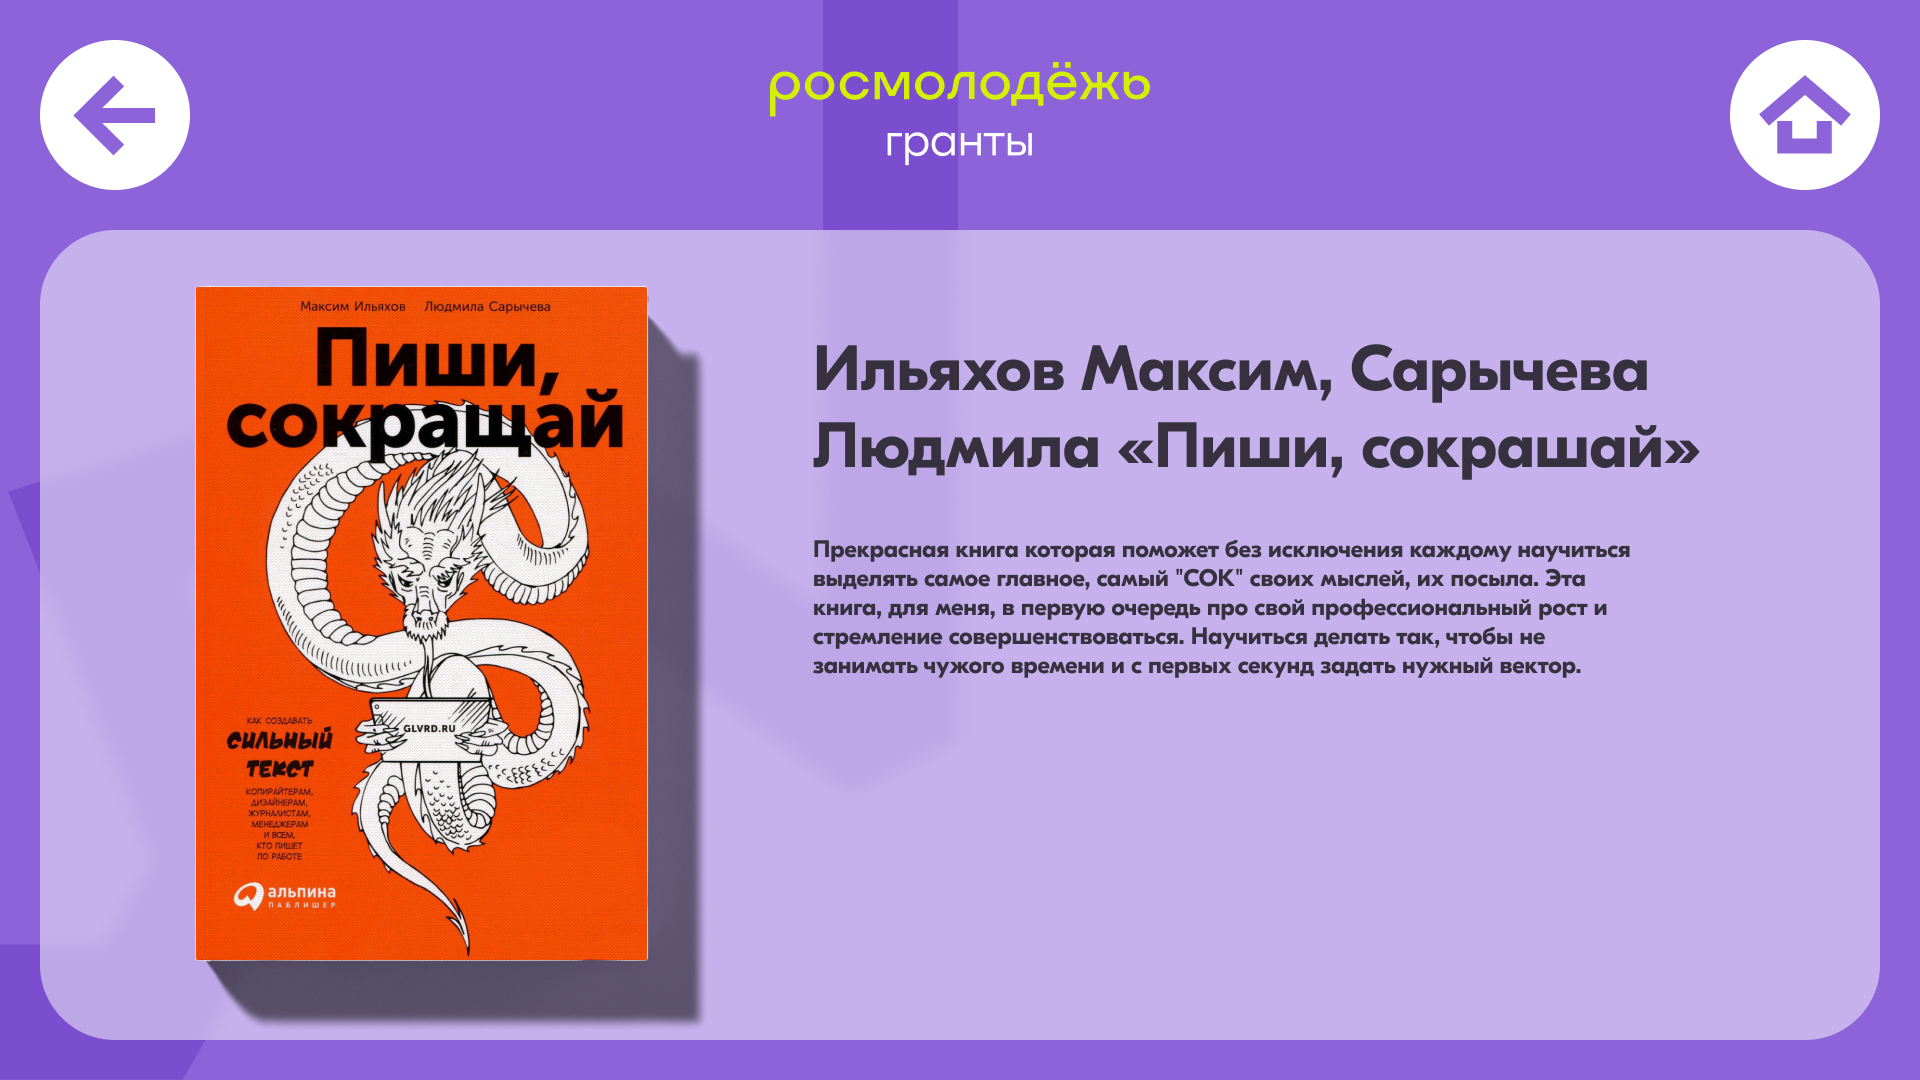 росмолодёжь
гранты
Максим Ильяхов Людмила Сарычева
Пиши,
сокращай
GLVRD.RU
КАК СОЗДАВАТЬ
СИЛЬНЫЙ
ТЕКСТ
КОПИРАЙТЕРАМ,
ДИЗАЙНЕРАМ,
ЖУРНАЛИСТАМ,
МЕНЕДЖЕРАМ
И ВСЕМ,
КТО ПИШЕТ
ПО РАБОТЕ
альпина
ПАБЛИШЕР
Ильяхов Максим, Сарычева
Людмила «Пиши, сокрашай»
Прекрасная книга которая поможет без исключения каждому научиться
выделять самое главное, самый "СОК" своих мыслей, их посыла. Эта
книга, для меня, в первую очередь про свой профессиональный рост и
стремление совершенствоваться. Научиться делать так, чтобы не
занимать чужого времени и с первых секунд задать нужный вектор.